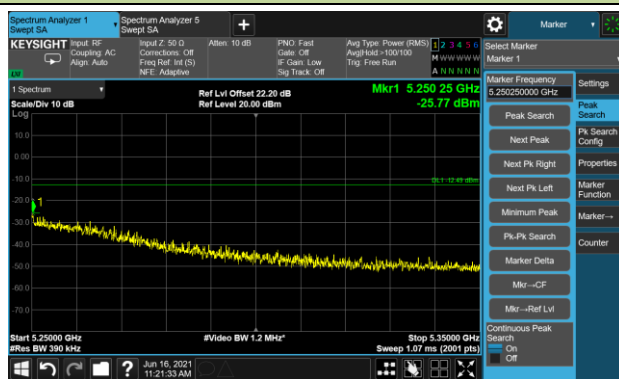 Spectrum Analyzer 1
Swept SA
Spectrum Analyzer 5
Swept SA
+
Marker
KEYSIGHT
Input: RF
Coupling: AC
Align: Auto
Input Z: 50 Ω
Corrections: Off
Freq Ref: Int (S)
NFE: Adaptive
Atten: 10 dB
PNO: Fast
Gate: Off
IF Gain: Low
Sig Track: Off
Avg Type: Power (RMS)
Avg|Hold >100/100
Trig: Free Run
1 2 3 4 5 6
M W W W W W
A N N N N N
Select Marker
Marker 1
1 Spectrum
Scale/Div 10 dB
Log
Ref Lvl Offset 22.20 dB
Ref Level 20.00 dBm
Mkr1 5.250 25 GHz
-25.77 dBm
10.0
0.00
-10.0
-20.0
-30.0
-40.0
-50.0
-60.0
-70.0
DL1 -12.49 dBm
1
Start 5.25000 GHz
#Res BW 390 kHz
#Video BW 1.2 MHz*
Stop 5.35000 GHz
Sweep 1.07 ms (2001 pts)
Marker Frequency
5.250250000 GHz
Peak Search
Next Peak
Next Pk Right
Next Pk Left
Minimum Peak
Pk-Pk Search
Marker Delta
Mkr→CF
Mkr→Ref Lvl
Continuous Peak
Search
On
Off
Settings
Peak
Search
Pk Search
Config
Properties
Marker
Function
Marker→
Counter
?
Jun 16, 2021
11:21:33 AM